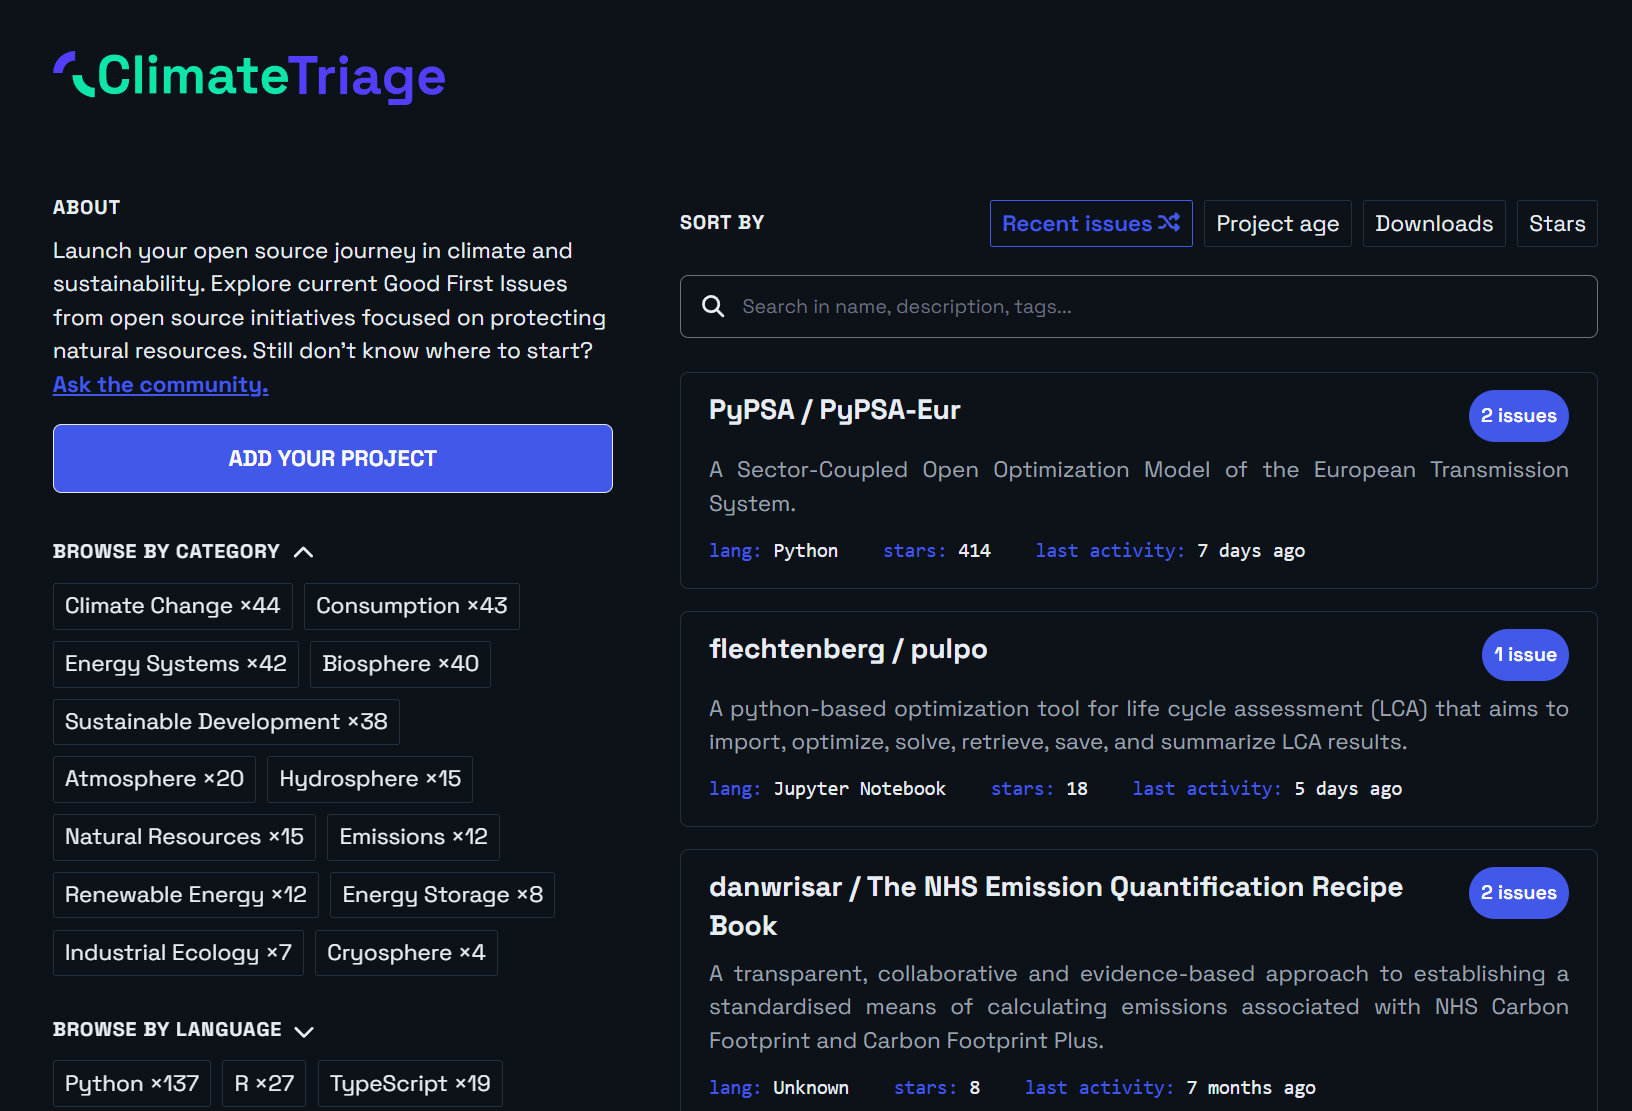 ClimateTriage
ABOUT
Launch your open source journey in climate and
sustainability. Explore current Good First Issues
from open source initiatives focused on protecting
natural resources. Still don't know where to start?
Ask the community.
ADD YOUR PROJECT
BROWSE BY CATEGORY
Climate Change ×44 Consumption ×43
Energy Systems ×42 Biosphere ×40
Sustainable Development ×38
Atmosphere ×20 Hydrosphere ×15
Natural Resources ×15 Emissions ×12
Renewable Energy ×12 Energy Storage ×8
Industrial Ecology ×7 Cryosphere ×4
BROWSE BY LANGUAGE
Python ×137 R ×27 TypeScript ×19
SORT BY Recent issues Project age Downloads Stars
Search in name, description, tags...
PyPSA / PyPSA-Eur 2 issues
A Sector-Coupled Open Optimization Model of the European Transmission
System.
lang: Python stars: 414 last activity: 7 days ago
flechtenberg / pulpo 1 issue
A python-based optimization tool for life cycle assessment (LCA) that aims to
import, optimize, solve, retrieve, save, and summarize LCA results.
lang: Jupyter Notebook stars: 18 last activity: 5 days ago
danwrisar / The NHS Emission Quantification Recipe 2 issues
Book
A transparent, collaborative and evidence-based approach to establishing a
standardised means of calculating emissions associated with NHS Carbon
Footprint and Carbon Footprint Plus.
lang: Unknown stars: 8 last activity: 7 months ago